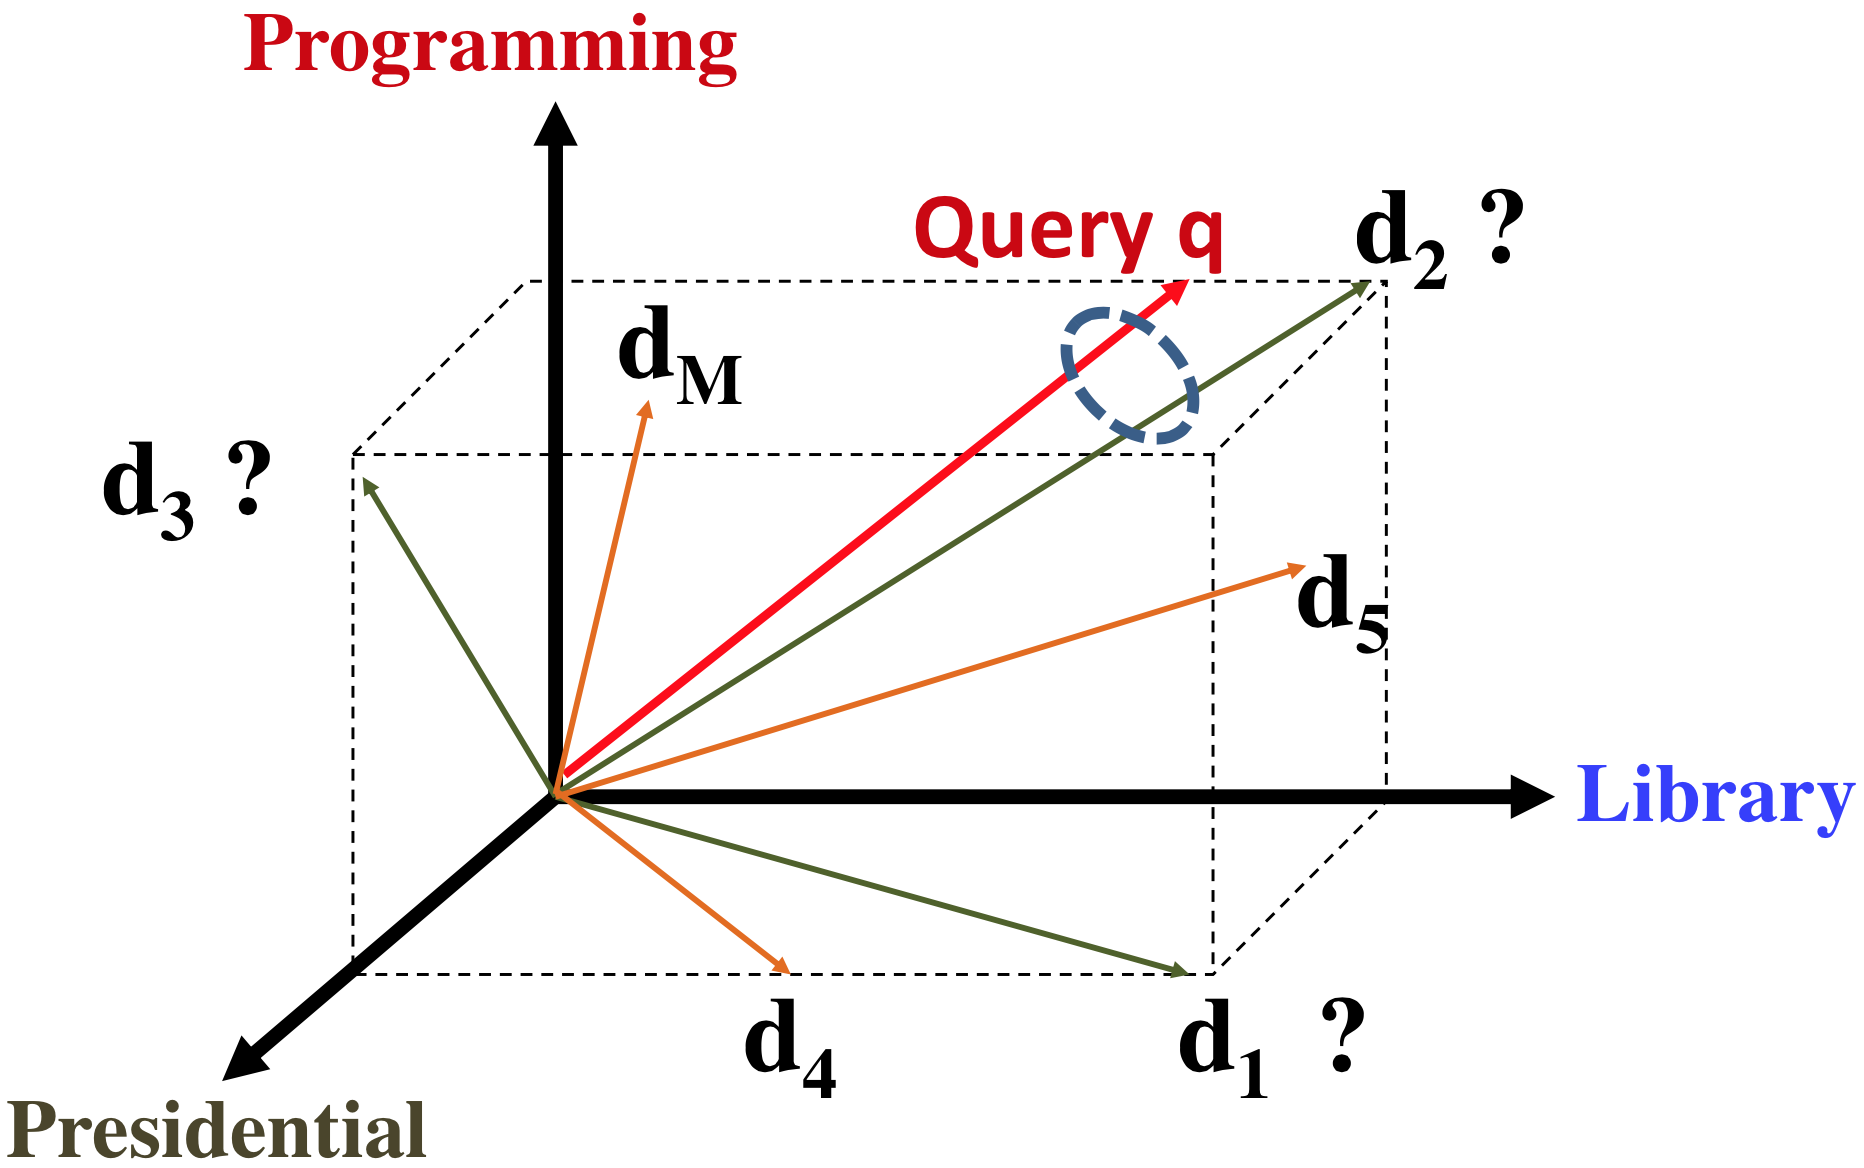 Programming
Query q
d2 ?
dM
d3 ?
d5
Library
d4
d1 ?
Presidential